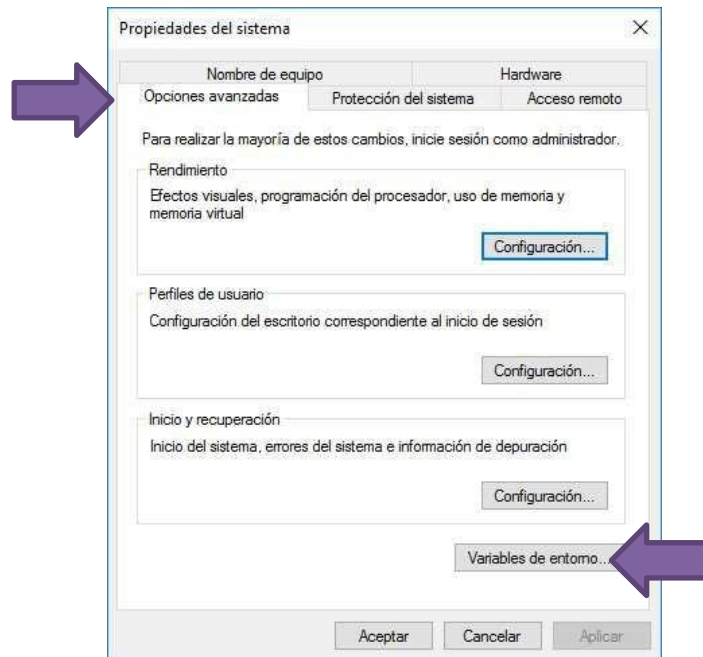 Propiedades del sistema
Nombre de equipo
Hardware
Opciones avanzadas
Protección del sistema
Acceso remoto
Para realizar la mayoría de estos cambios, inicie sesión como administrador.
Rendimiento
Efectos visuales, programación del procesador, uso de memoria y
memoria virtual
Configuración...
Perfiles de usuario
Configuración del escritorio correspondiente al inicio de sesión
Configuración...
Inicio y recuperación
Inicio del sistema, errores del sistema e información de depuración
Configuración...
Variables de entorno...
Aceptar
Cancelar
Aplicar